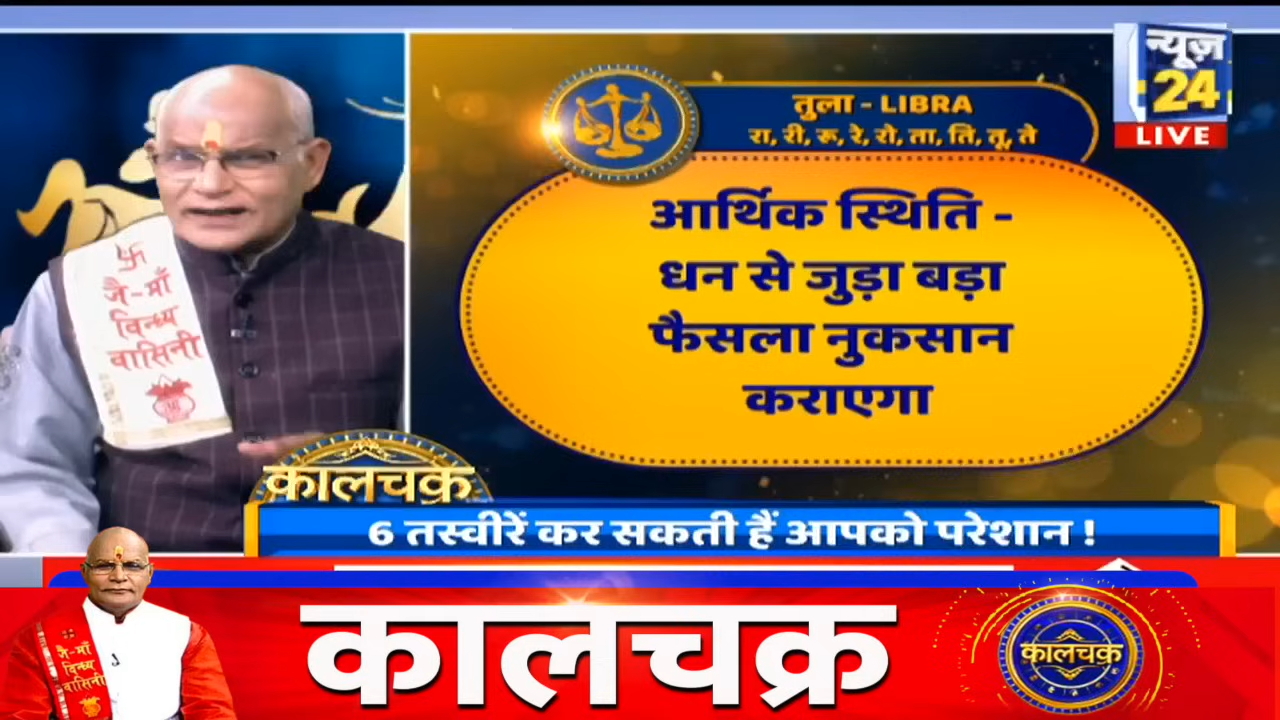 न्यूज़
24
LIVE
तुला - LIBRA
रा, री, रू, रे, रो, ता, ति, तू, ते
आर्थिक स्थिति -
धन से जुड़ा बड़ा
फैसला नुकसान
कराएगा
जै-माँ
विन्ध्य
वासिनी
कालचक्र
6 तस्वीरें कर सकती हैं आपको परेशान !
जै-माँ
विन्ध्य
वासिनी
कालचक्र
कालचक्र